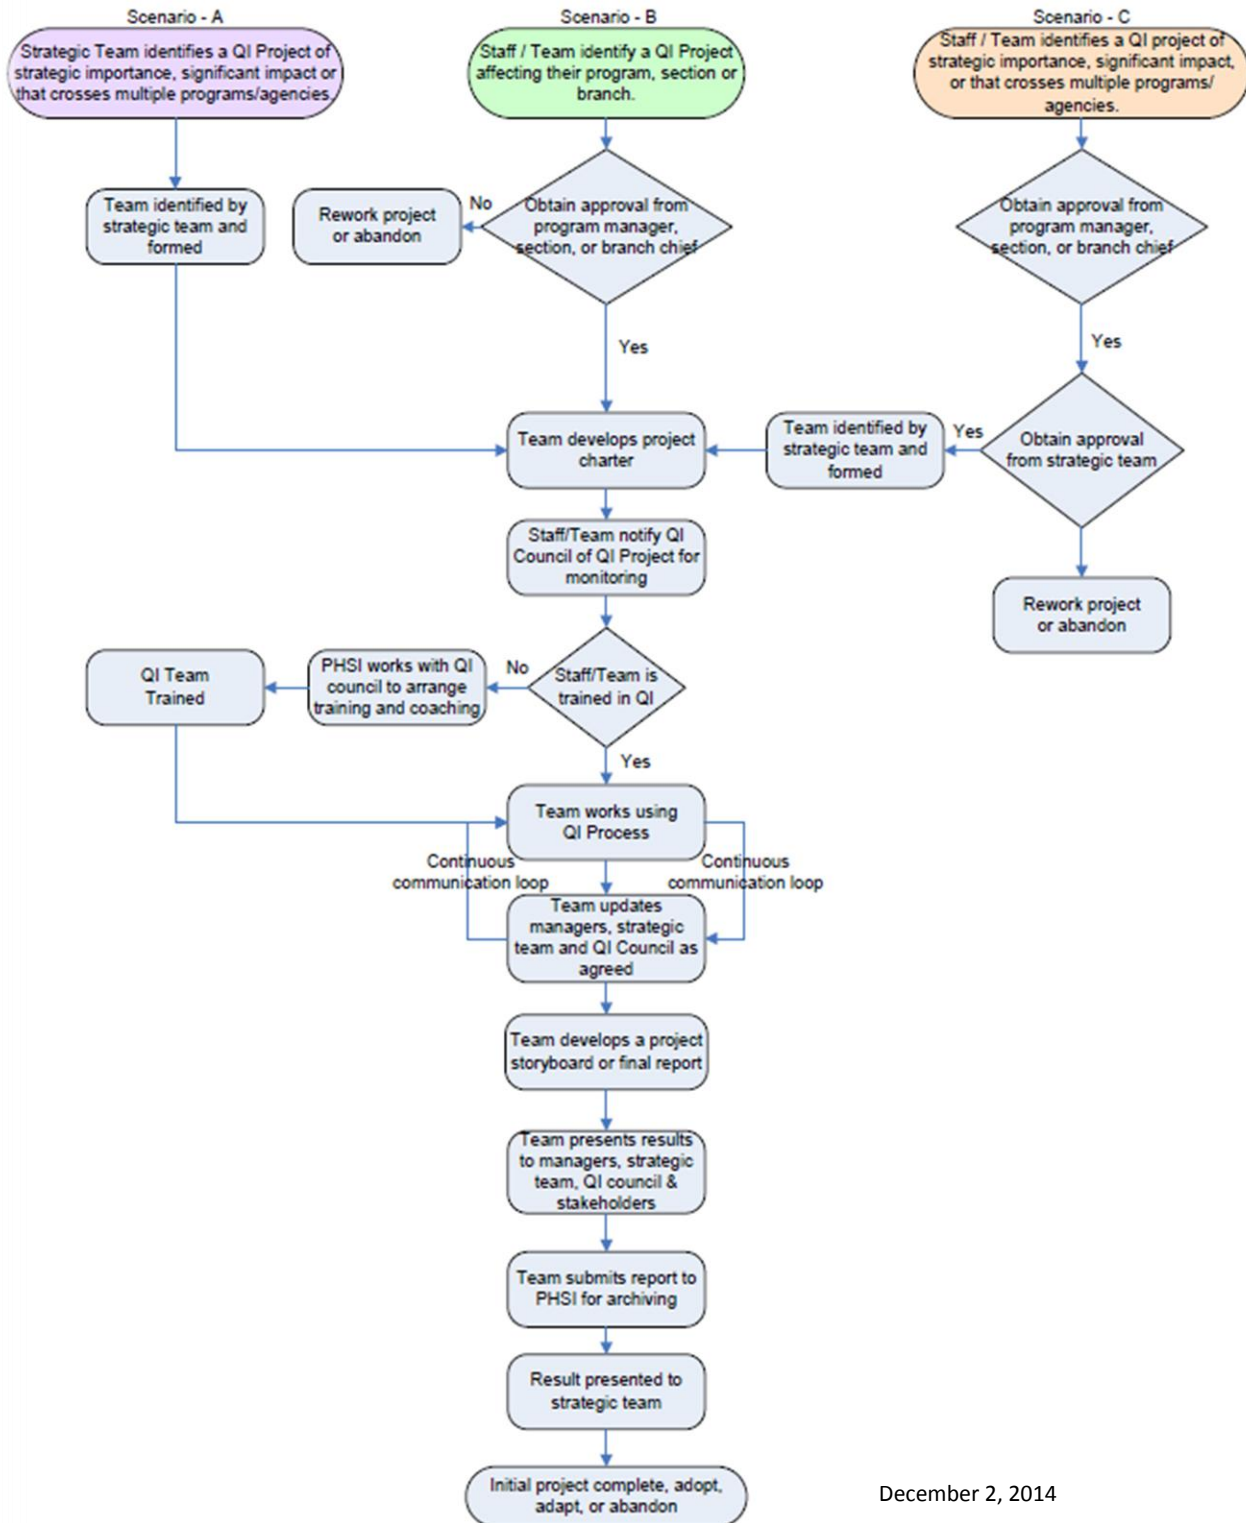 Scenario - A
Strategic Team identifies a QI Project of
strategic importance, significant impact or
that crosses multiple programs/agencies.
Scenario - B
Staff / Team identify a QI Project
affecting their program, section or
branch.
Scenario - C
Staff / Team identifies a QI project of
strategic importance, significant impact,
or that crosses multiple programs/
agencies.
Team identified by
strategic team and
formed
Rework project
or abandon
No
Obtain approval from
program manager,
section, or branch chief
Obtain approval from
program manager,
section, or branch chief
Yes
Yes
Team develops project
charter
Team identified by
strategic team and
formed
Yes
Obtain approval
from strategic team
Staff/Team notify QI
Council of QI Project for
monitoring
Rework project
or abandon
QI Team
Trained
PHSI works with QI
council to arrange
training and coaching
No
Staff/Team is
trained in QI
Yes
Team works using
QI Process
Continuous
communication loop
Continuous
communication loop
Team updates
managers, strategic
team and QI Council as
agreed
Team develops a project
storyboard or final report
Team presents results
to managers, strategic
team, QI council &
stakeholders
Team submits report to
PHSI for archiving
Result presented to
strategic team
Initial project complete, adopt,
adapt, or abandon
December 2, 2014